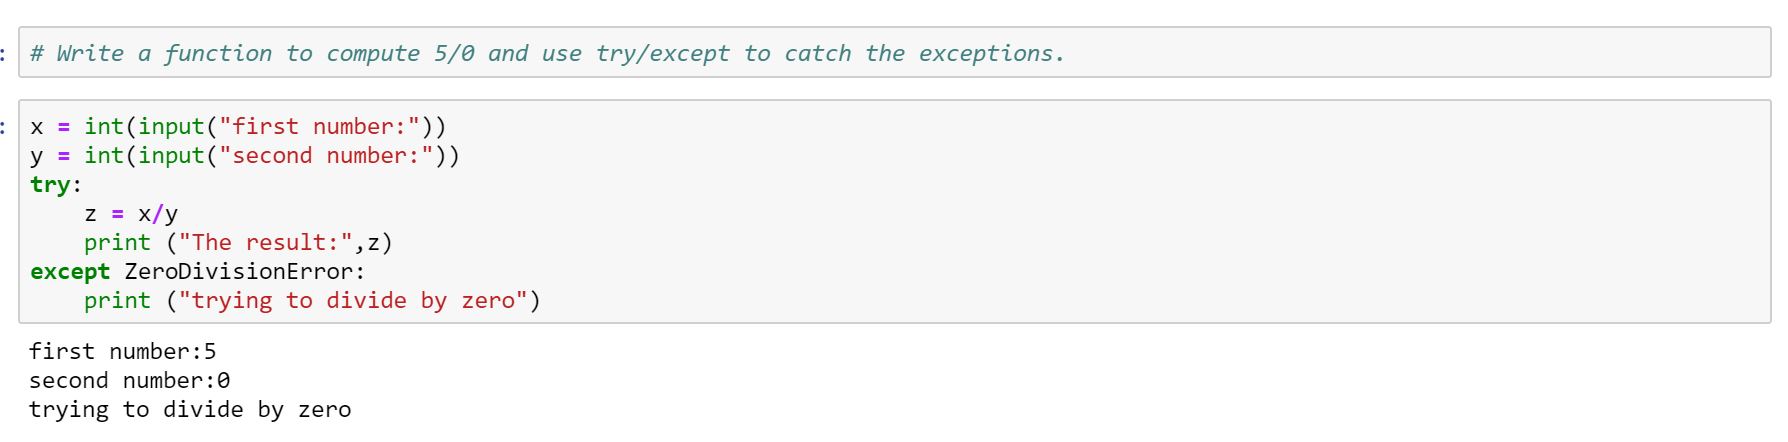 : # Write a function to compute 5/0 and use try/except to catch the exceptions.
: x = int(input("first number:"))
y = int(input("second number:"))
try:
    z = x/y
    print ("The result:",z)
except ZeroDivisionError:
    print ("trying to divide by zero")
first number:5
second number:0
trying to divide by zero